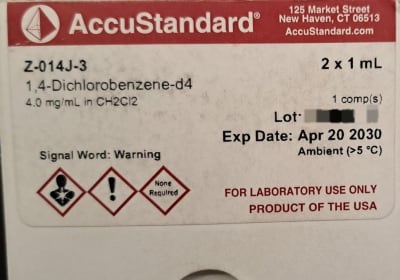 AccuStandard®
125 Market Street
New Haven, CT 06513
AccuStandard.com
Z-014J-3
2 x 1 mL
1,4-Dichlorobenzene-d4
4.0 mg/mL in CH2Cl2
1 comp(s)
Lot:
Exp Date: Apr 20 2030
Ambient (>5 °C)
Signal Word: Warning
None
Required
FOR LABORATORY USE ONLY
PRODUCT OF THE USA